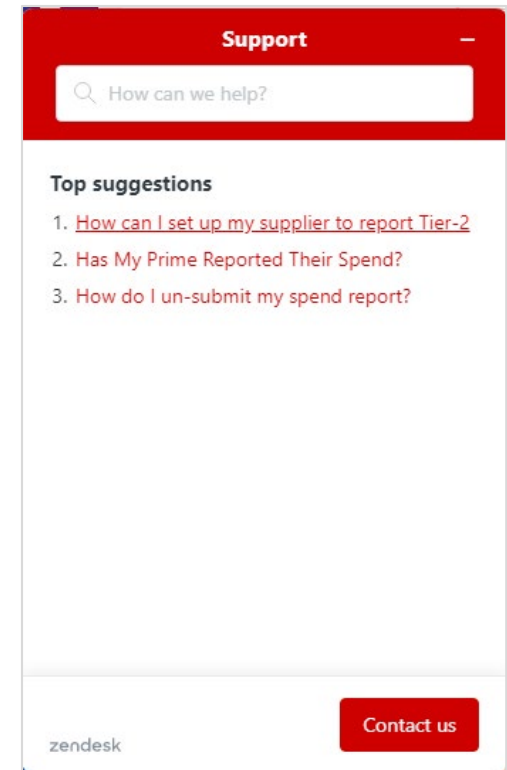 Support
How can we help?
Top suggestions
1. How can I set up my supplier to report Tier-2
2. Has My Prime Reported Their Spend?
3. How do I un-submit my spend report?
Contact us
zendesk